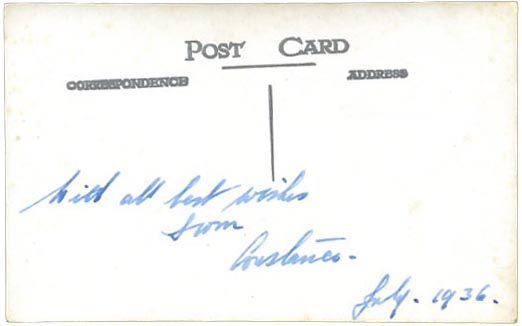 POST CARD
CORRESPONDENCE
ADDRESS
With all best wishes
from
Constance.
July. 1936.